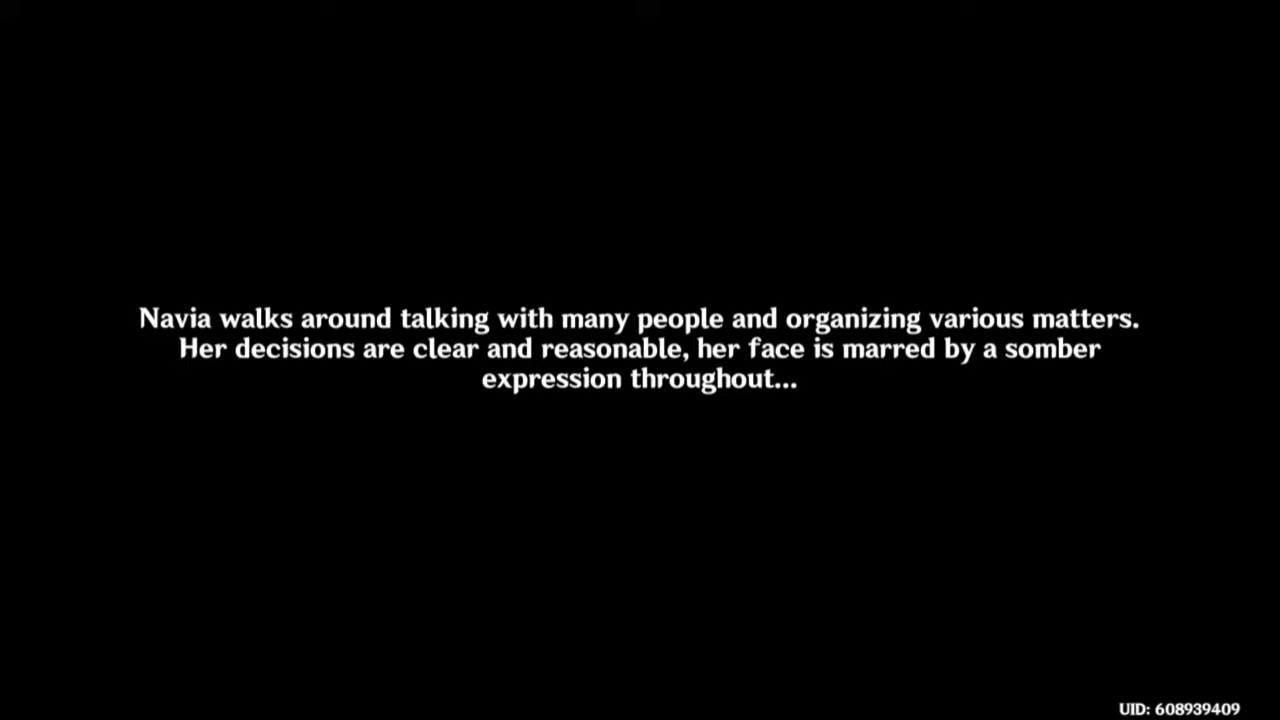 Navia walks around talking with many people and organizing various matters.
Her decisions are clear and reasonable, her face is marred by a somber
expression throughout...
UID: 608939409